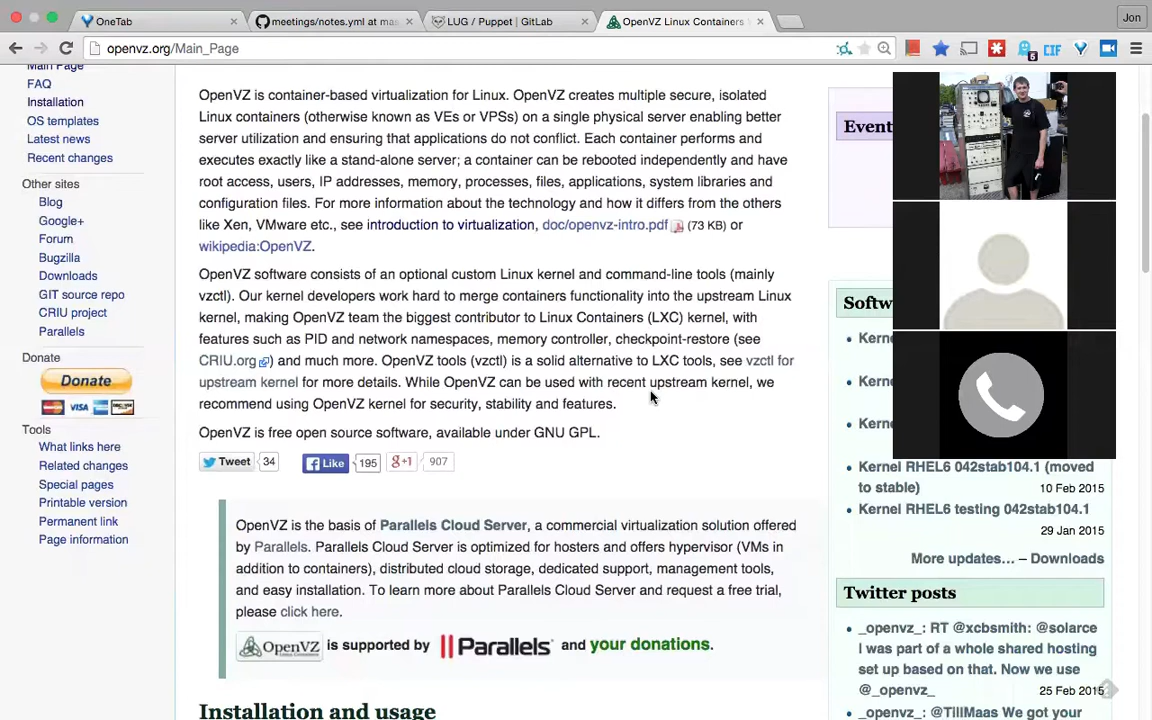 OneTab
meetings/notes.yml at mas
LUG / Puppet | GitLab
OpenVZ Linux Containers
Jon
openvz.org/Main_Page
5
CIF
Main Page
FAQ
Installation
OS templates
Latest news
Recent changes
Other sites
Blog
Google+
Forum
Bugzilla
Downloads
GIT source repo
CRIU project
Parallels
Donate
Donate
VISA
Tools
What links here
Related changes
Special pages
Printable version
Permanent link
Page information
OpenVZ is container-based virtualization for Linux. OpenVZ creates multiple secure, isolated
Linux containers (otherwise known as VEs or VPSs) on a single physical server enabling better
server utilization and ensuring that applications do not conflict. Each container performs and
executes exactly like a stand-alone server; a container can be rebooted independently and have
root access, users, IP addresses, memory, processes, files, applications, system libraries and
configuration files. For more information about the technology and how it differs from the others
like Xen, VMware etc., see introduction to virtualization, doc/openvz-intro.pdf (73 KB) or
wikipedia:OpenVZ.
OpenVZ software consists of an optional custom Linux kernel and command-line tools (mainly
vzctl). Our kernel developers work hard to merge containers functionality into the upstream Linux
kernel, making OpenVZ team the biggest contributor to Linux Containers (LXC) kernel, with
features such as PID and network namespaces, memory controller, checkpoint-restore (see
CRIU.org) and much more. OpenVZ tools (vzctl) is a solid alternative to LXC tools, see vzctl for
upstream kernel for more details. While OpenVZ can be used with recent upstream kernel, we
recommend using OpenVZ kernel for security, stability and features.
OpenVZ is free open source software, available under GNU GPL.
Tweet 34 Like 195 g+1 907
OpenVZ is the basis of Parallels Cloud Server, a commercial virtualization solution offered
by Parallels. Parallels Cloud Server is optimized for hosters and offers hypervisor (VMs in
addition to containers), distributed cloud storage, dedicated support, management tools,
and easy installation. To learn more about Parallels Cloud Server and request a free trial,
please click here.
OpenVZ is supported by Parallels and your donations.
Installation and usage
Event
Softw
Kerne
Kerne
Kerne
Kernel RHEL6 042stab104.1 (moved
to stable) 10 Feb 2015
Kernel RHEL6 testing 042stab104.1
29 Jan 2015
More updates… – Downloads
Twitter posts
_openvz_: RT @xcbsmith: @solarce
I was part of a whole shared hosting
set up based on that. Now we use
@_openvz_ 25 Feb 2015
_openvz_: @TillMaas We got your